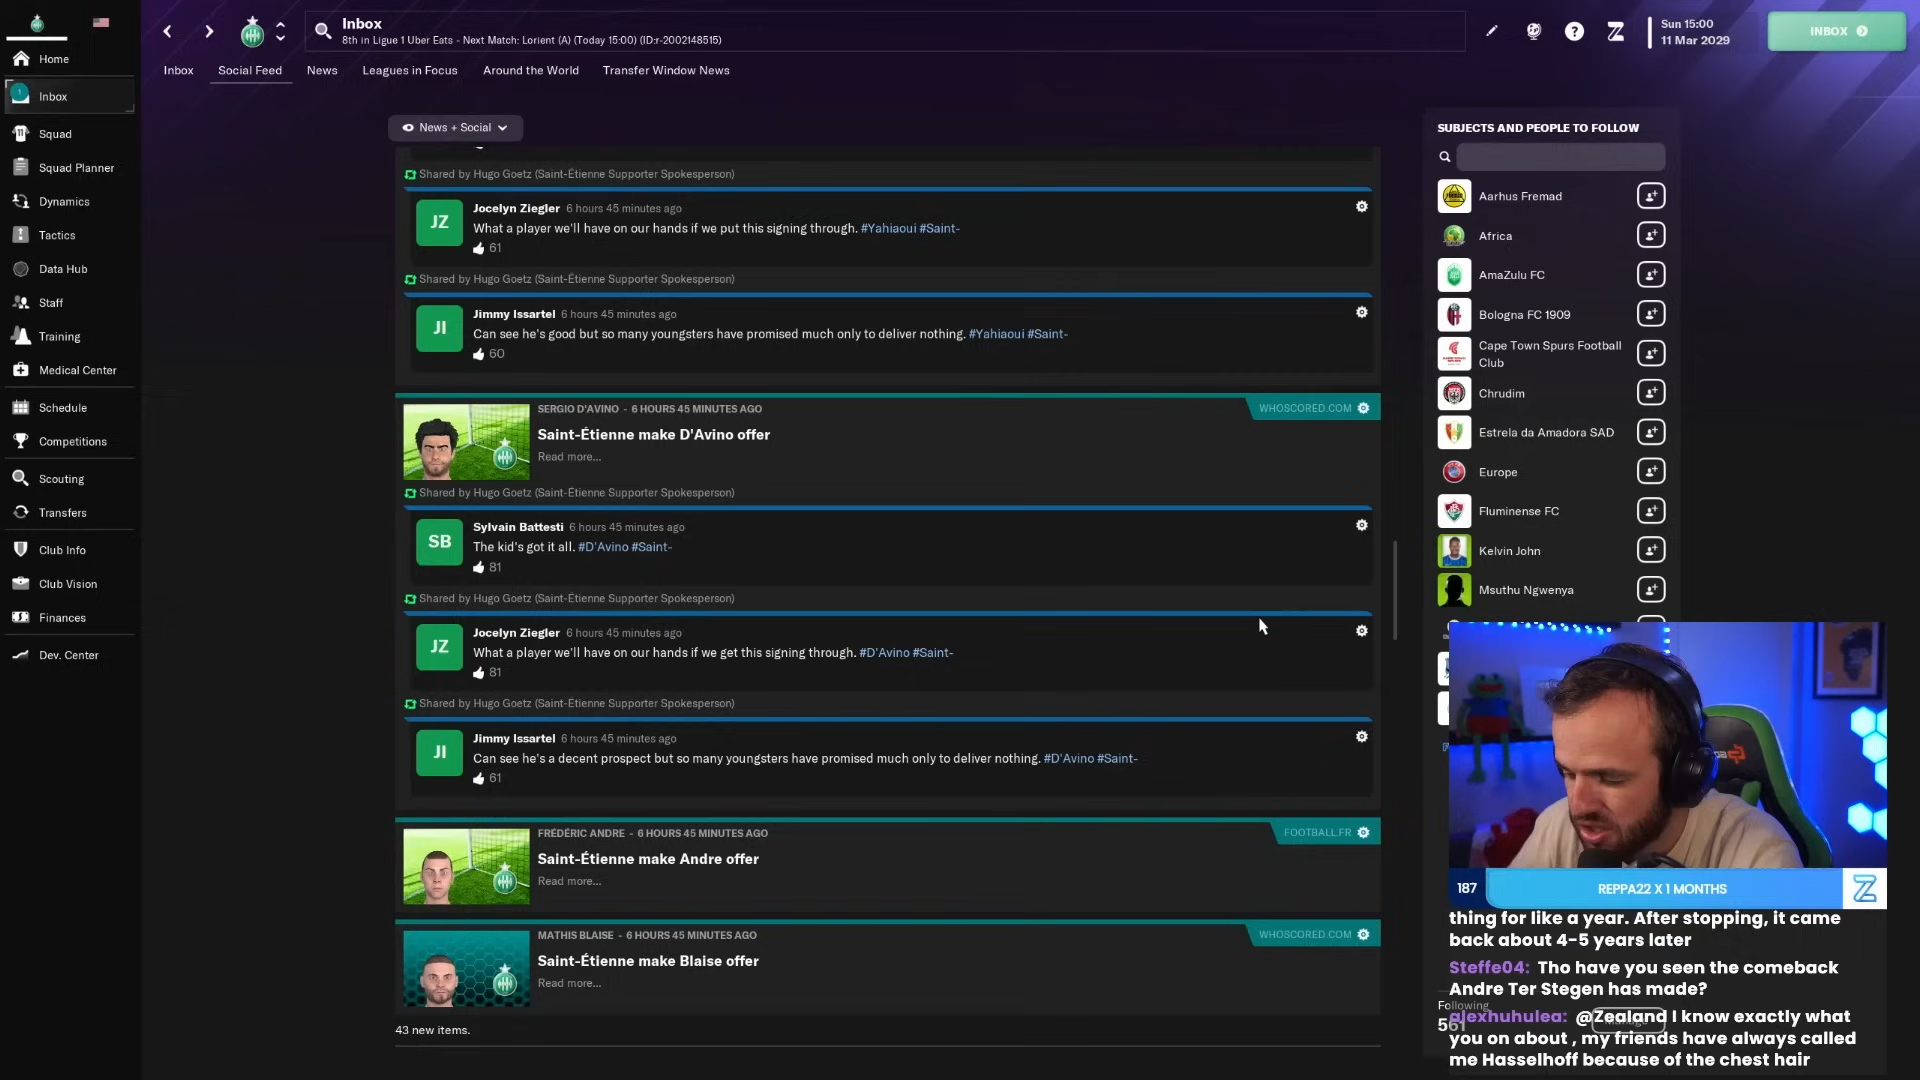 Inbox
8th in Ligue 1 Uber Eats - Next Match: Lorient (A) (Today 15:00) (ID:r-2002148515)
Sun 15:00
11 Mar 2029
INBOX
Inbox Social Feed News Leagues in Focus Around the World Transfer Window News
Home
1
Inbox
Squad
Squad Planner
Dynamics
Tactics
Data Hub
Staff
Training
Medical Center
Schedule
Competitions
Scouting
Transfers
Club Info
Club Vision
Finances
Dev. Center
News + Social
Shared by Hugo Goetz (Saint-Étienne Supporter Spokesperson)
JZ
Jocelyn Ziegler 6 hours 45 minutes ago
What a player we'll have on our hands if we put this signing through. #Yahiaoui #Saint-
61
Shared by Hugo Goetz (Saint-Étienne Supporter Spokesperson)
JI
Jimmy Issartel 6 hours 45 minutes ago
Can see he's good but so many youngsters have promised much only to deliver nothing. #Yahiaoui #Saint-
60
SERGIO D'AVINO - 6 HOURS 45 MINUTES AGO
WHOSCORED.COM
Saint-Étienne make D'Avino offer
Read more...
Shared by Hugo Goetz (Saint-Étienne Supporter Spokesperson)
SB
Sylvain Battesti 6 hours 45 minutes ago
The kid's got it all. #D'Avino #Saint-
81
Shared by Hugo Goetz (Saint-Étienne Supporter Spokesperson)
JZ
Jocelyn Ziegler 6 hours 45 minutes ago
What a player we'll have on our hands if we get this signing through. #D'Avino #Saint-
81
Shared by Hugo Goetz (Saint-Étienne Supporter Spokesperson)
JI
Jimmy Issartel 6 hours 45 minutes ago
Can see he's a decent prospect but so many youngsters have promised much only to deliver nothing. #D'Avino #Saint-
61
FRÉDÉRIC ANDRE - 6 HOURS 45 MINUTES AGO
FOOTBALL.FR
Saint-Étienne make Andre offer
Read more...
MATHIS BLAISE - 6 HOURS 45 MINUTES AGO
WHOSCORED.COM
Saint-Étienne make Blaise offer
Read more...
43 new items.
SUBJECTS AND PEOPLE TO FOLLOW
Aarhus Fremad
Africa
AmaZulu FC
Bologna FC 1909
Cape Town Spurs Football
Club
Chrudim
Estrela da Amadora SAD
Europe
Fluminense FC
Kelvin John
Msuthu Ngwenya
187 REPPA22 X 1 MONTHS
thing for like a year. After stopping, it came
back about 4-5 years later
Steffe04: Tho have you seen the comeback
Andre Ter Stegen has made?
Following
561
Manage
alexhuhulea: @Zealand I know exactly what
you on about , my friends have always called
me Hasselhoff because of the chest hair